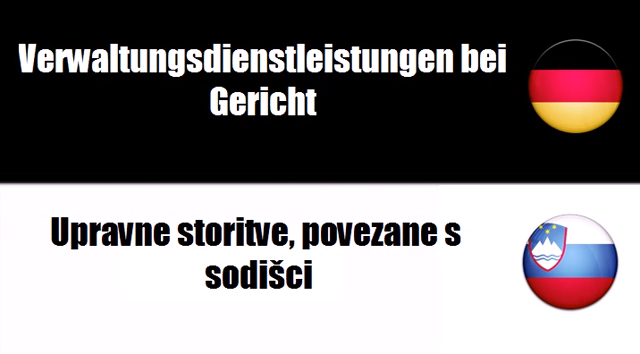 Verwaltungsdienstleistungen bei
Gericht
Upravne storitve, povezane s
sodišci